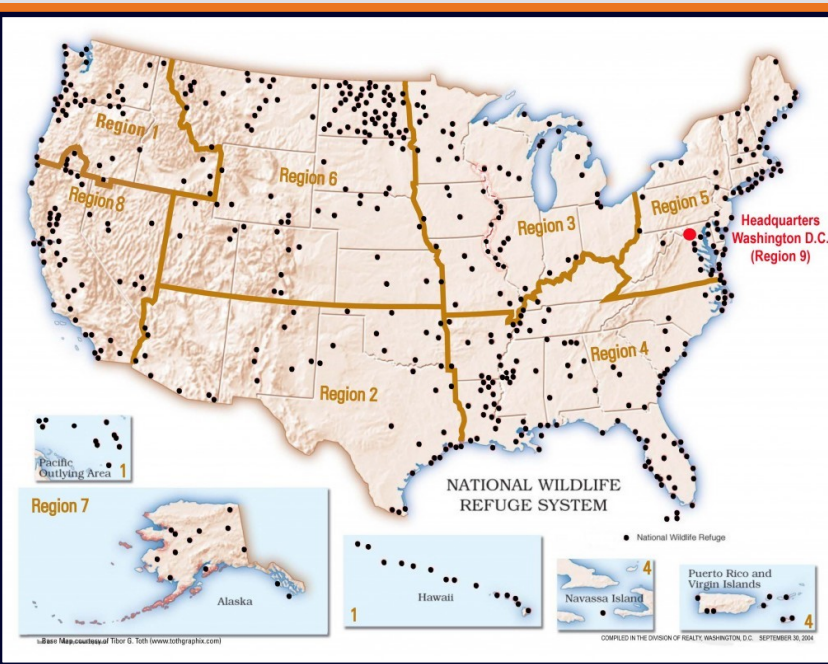 Region 1
Region 6
Region 8
Region 3
Region 5
Headquarters
Washington D.C.
(Region 9)
Region 4
Region 2
Pacific
Outlying Area
1
NATIONAL WILDLIFE
REFUGE SYSTEM
Region 7
National Wildlife Refuge
Alaska
Hawaii
1
4
Navassa Island
Puerto Rico and
Virgin Islands
4
Base Map courtesy of Tibor G. Toth (www.tothgraphix.com)
COMPILED IN THE DIVISION OF REALTY, WASHINGTON, D.C. SEPTEMBER 30, 2004